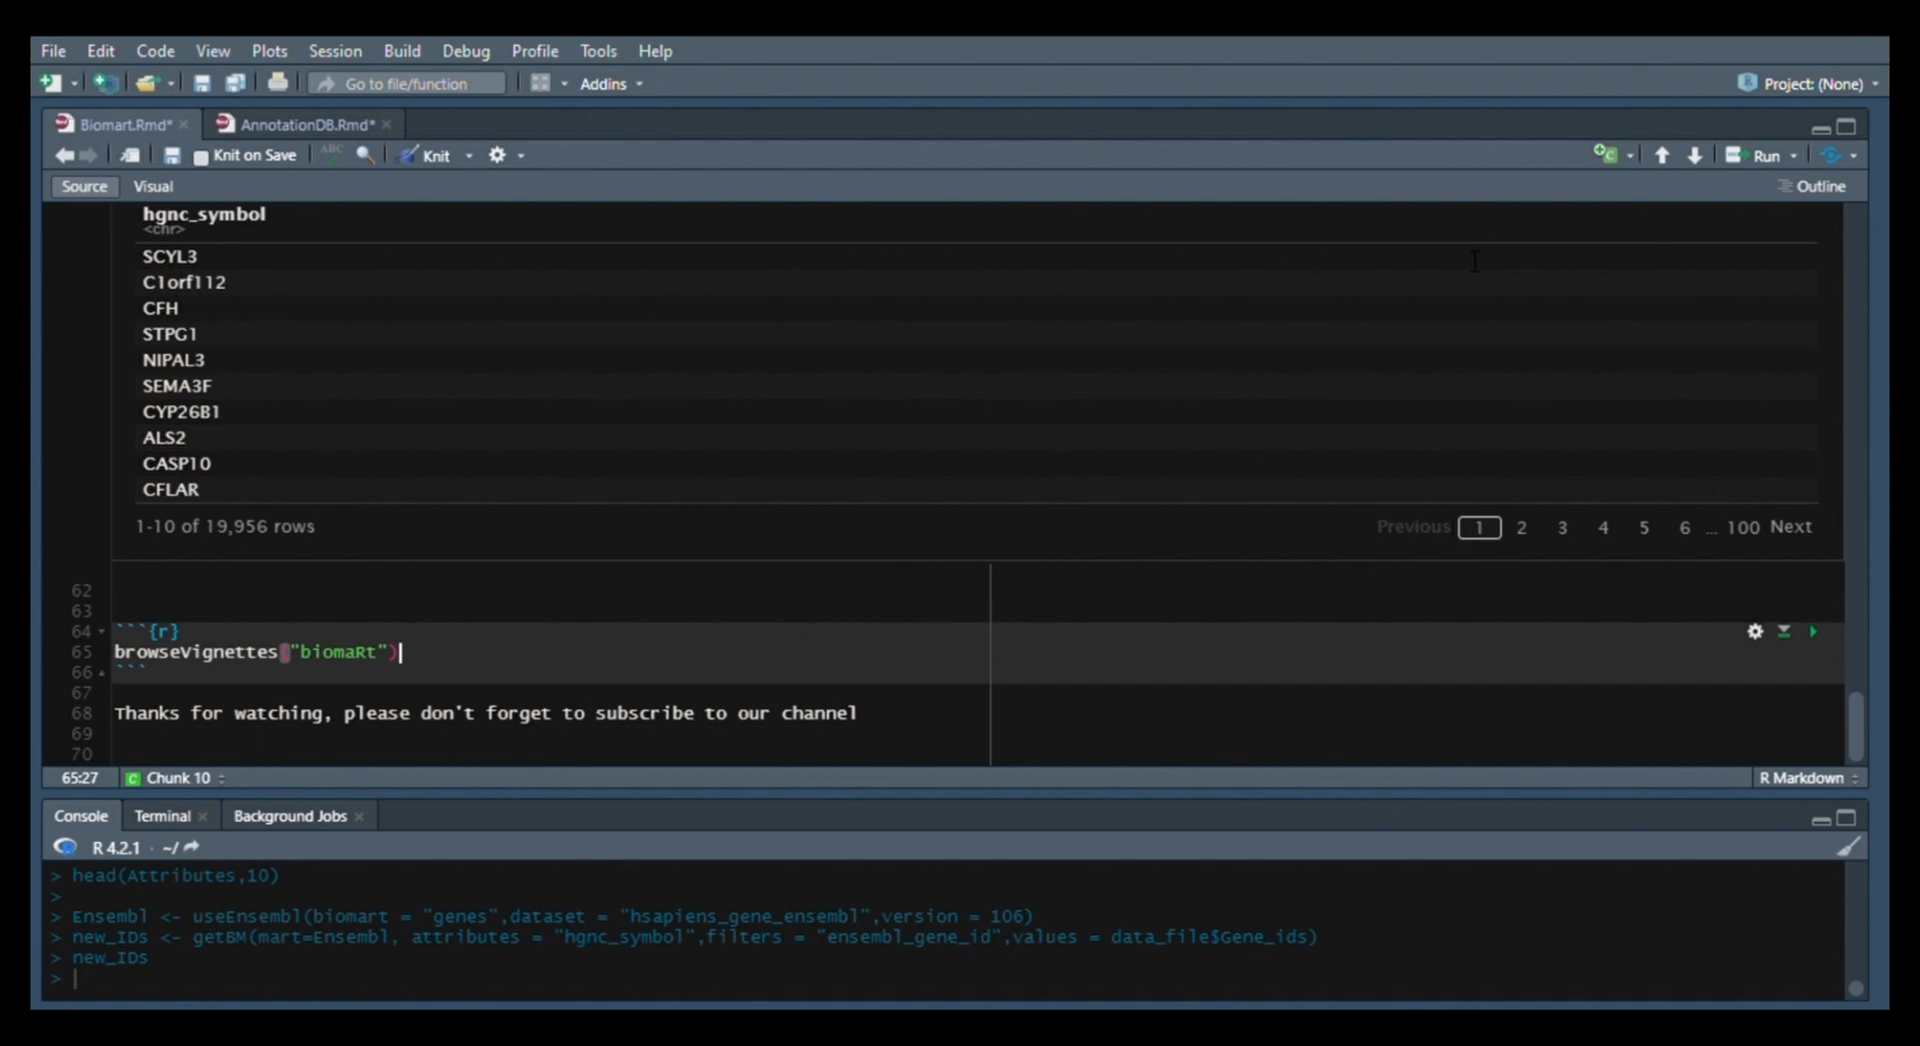 File Edit Code View Plots Session Build Debug Profile Tools Help
Go to file/function Addins Project: (None)
Biomart.Rmd* AnnotationDB.Rmd*
Knit on Save ABC Knit Run
Source Visual Outline
hgnc_symbol
<chr>
SCYL3
C1orf112
CFH
STPG1
NIPAL3
SEMA3F
CYP26B1
ALS2
CASP10
CFLAR
1-10 of 19,956 rows Previous 1 2 3 4 5 6 ... 100 Next
62
63
64 ```{r}
65 browseVignettes("biomaRt")
66 ```
67
68 Thanks for watching, please don't forget to subscribe to our channel
69
70
65:27 C Chunk 10 R Markdown
Console Terminal Background Jobs
R 4.2.1 · ~/
> head(Attributes,10)
>
> Ensembl <- useEnsembl(biomart = "genes",dataset = "hsapiens_gene_ensembl",version = 106)
> new_IDs <- getBM(mart=Ensembl, attributes = "hgnc_symbol",filters = "ensembl_gene_id",values = data_file$Gene_ids)
> new_IDs
>